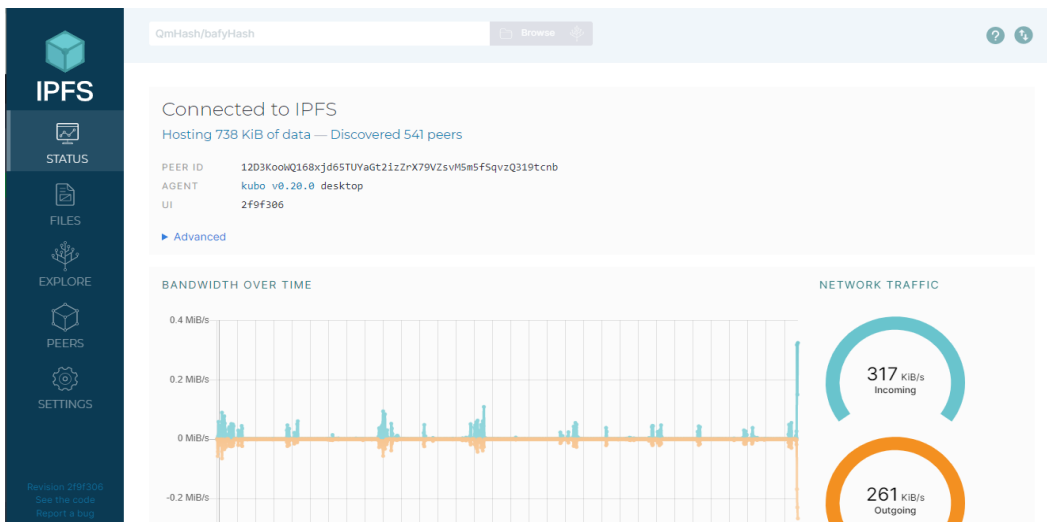 IPFS
STATUS
FILES
EXPLORE
PEERS
SETTINGS
Revision 2f9f306
See the code
Report a bug
QmHash/bafyHash
Browse
Connected to IPFS
Hosting 738 KiB of data — Discovered 541 peers
PEER ID 12D3KooWQ168xjd65TUYaGt2izZrX79VZsvM5m5fSqvzQ319tcnb
AGENT kubo v0.20.0 desktop
UI 2f9f306
Advanced
BANDWIDTH OVER TIME
0.4 MiB/s
0.2 MiB/s
0 MiB/s
-0.2 MiB/s
NETWORK TRAFFIC
317 KiB/s
Incoming
261 KiB/s
Outgoing